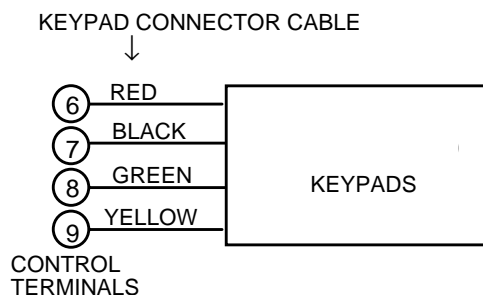 KEYPAD CONNECTOR CABLE
6 RED
7 BLACK
8 GREEN
9 YELLOW
KEYPADS
CONTROL
TERMINALS